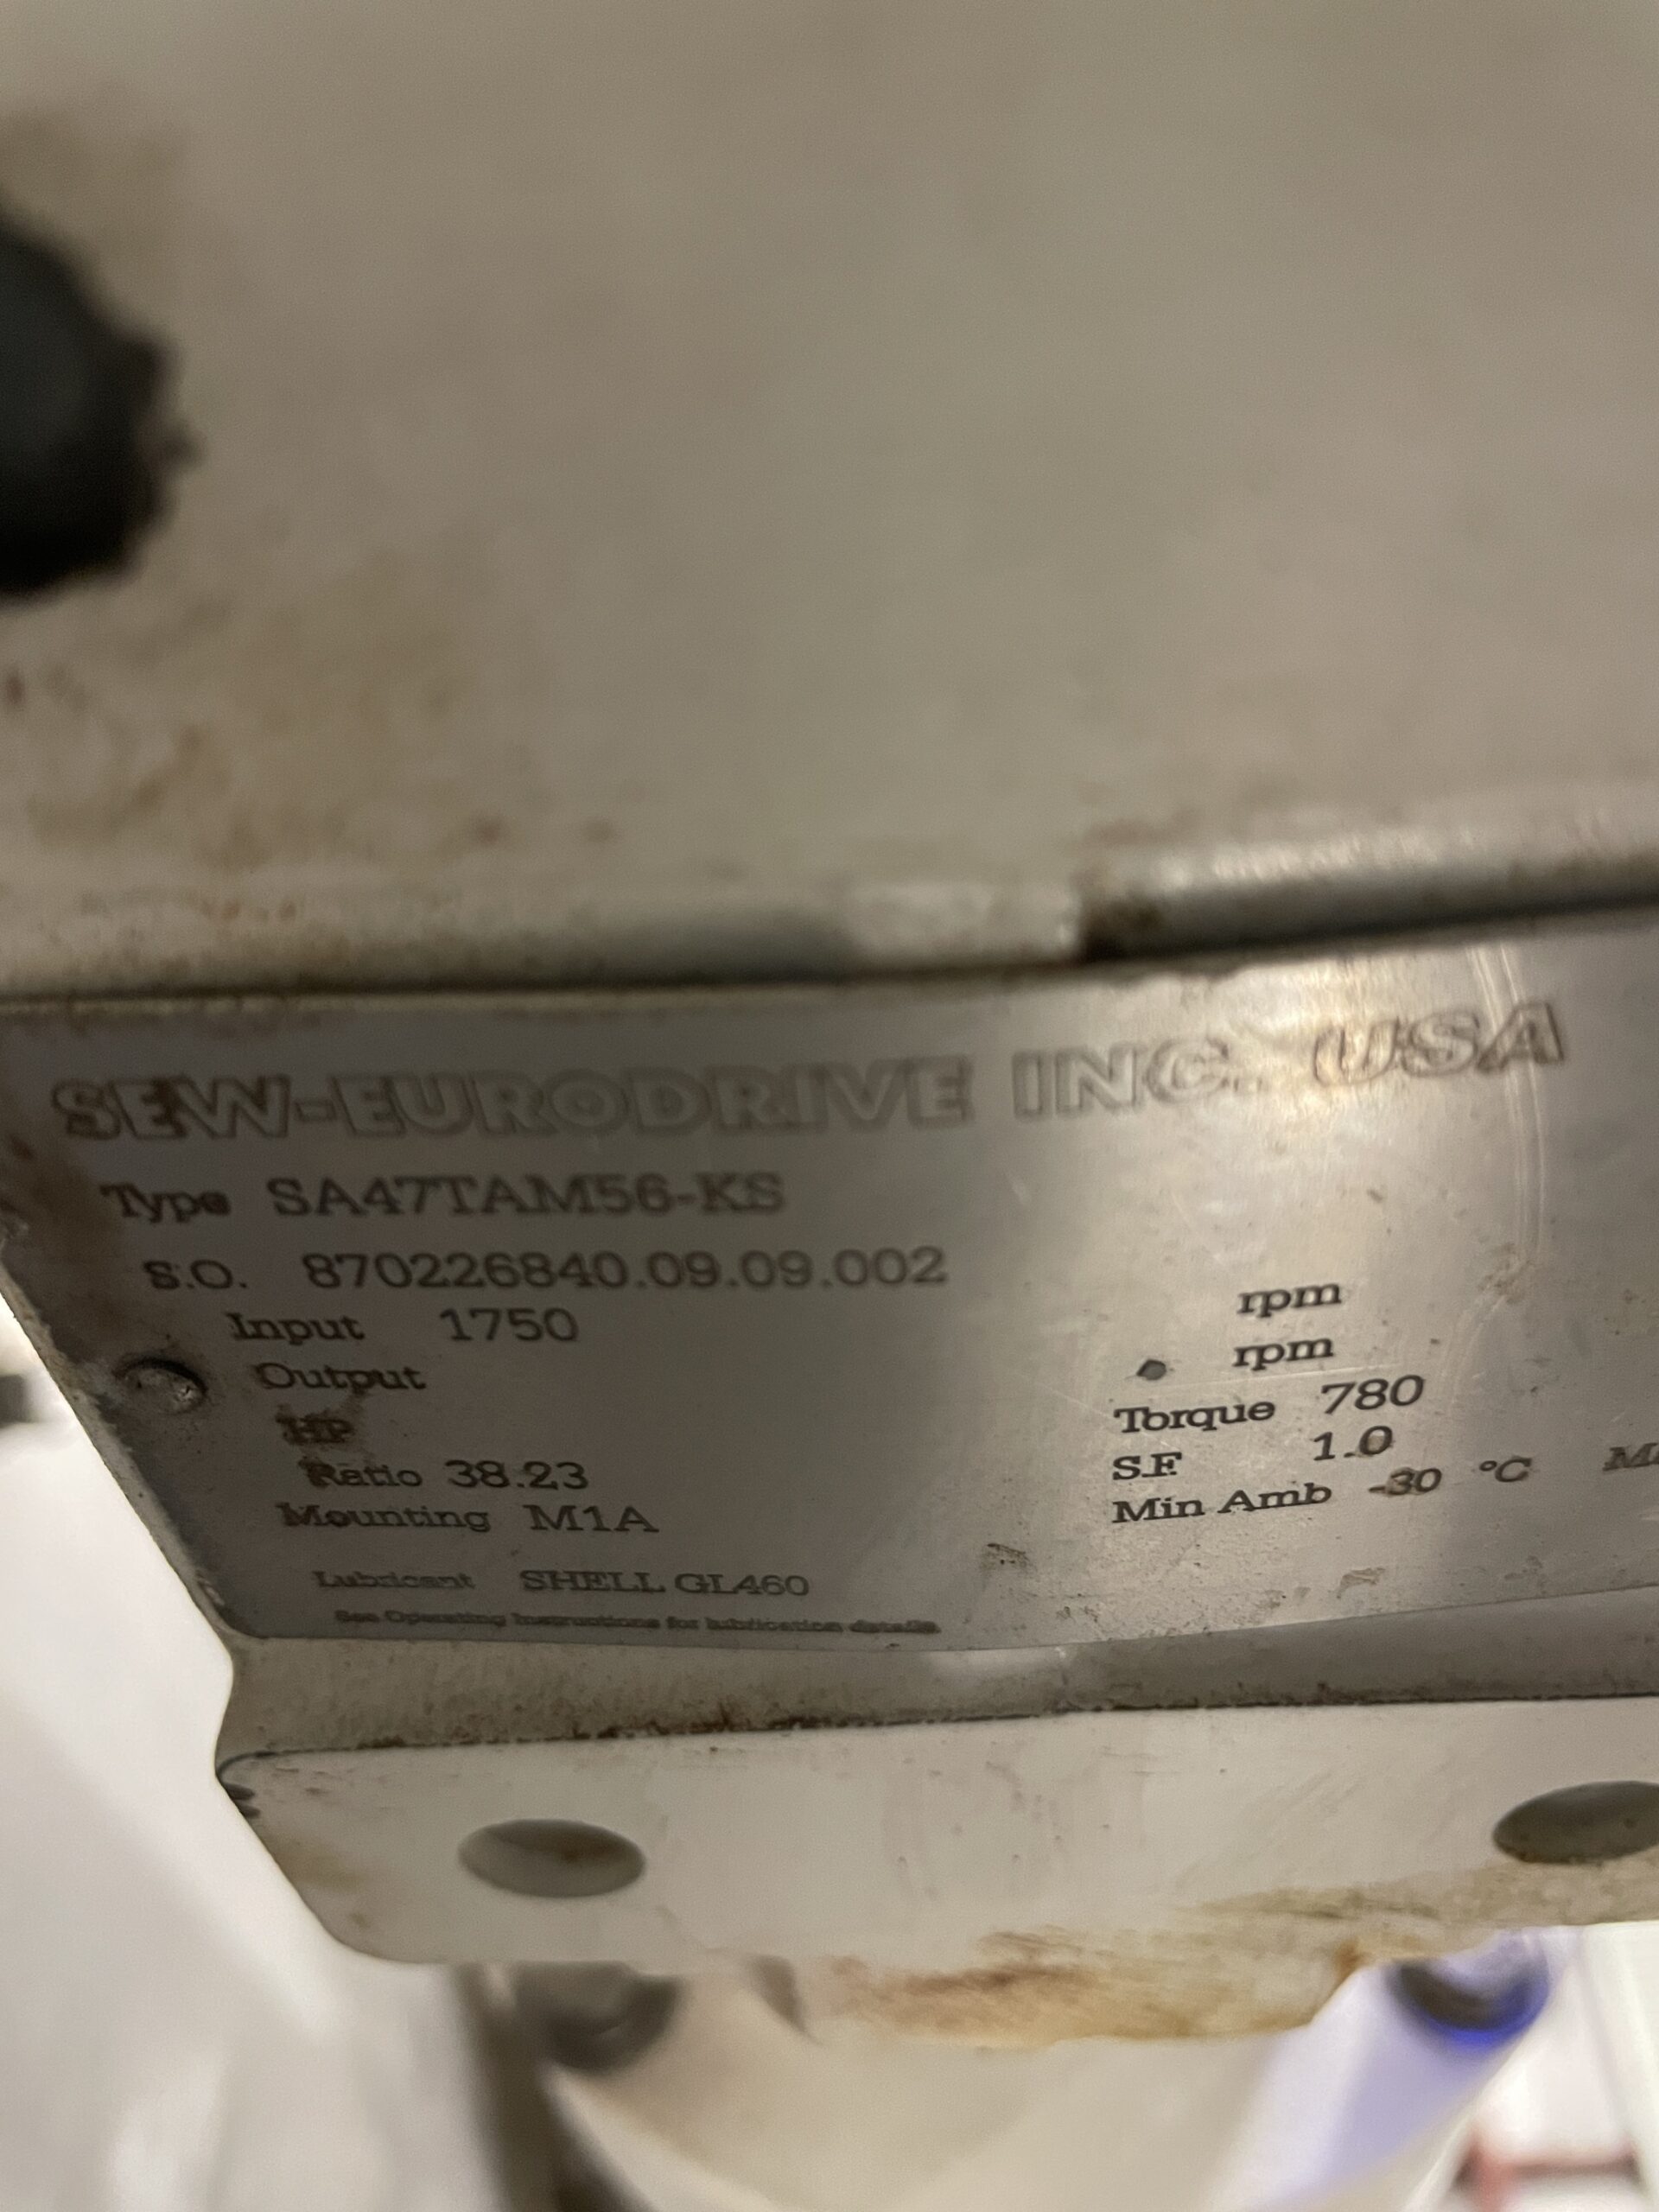 SEW-EURODRIVE INC. USA
Type SA47TAM56-KS
S.O. 870226840.09.09.002
Input 1750 rpm
Output rpm
HP Torque 780
Ratio 38.23 S.F. 1.0
Mounting M1A Min Amb -30 °C
Lubricant SHELL GL460
See Operating Instructions for lubrication details